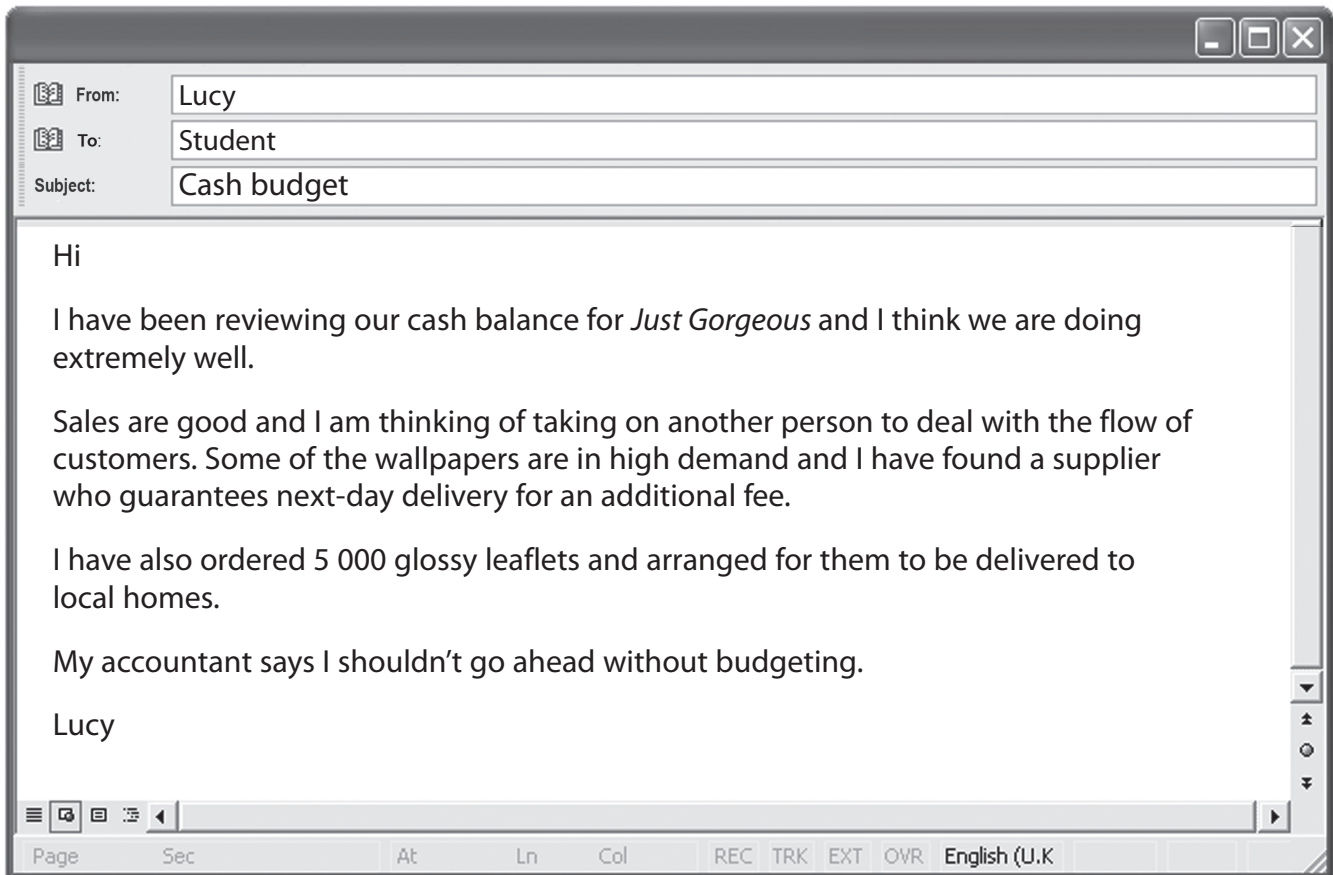 From: Lucy
To: Student
Subject: Cash budget
Hi
I have been reviewing our cash balance for Just Gorgeous and I think we are doing
extremely well.
Sales are good and I am thinking of taking on another person to deal with the flow of
customers. Some of the wallpapers are in high demand and I have found a supplier
who guarantees next-day delivery for an additional fee.
I have also ordered 5 000 glossy leaflets and arranged for them to be delivered to
local homes.
My accountant says I shouldn’t go ahead without budgeting.
Lucy
Page Sec At Ln Col REC TRK EXT OVR English (U.K